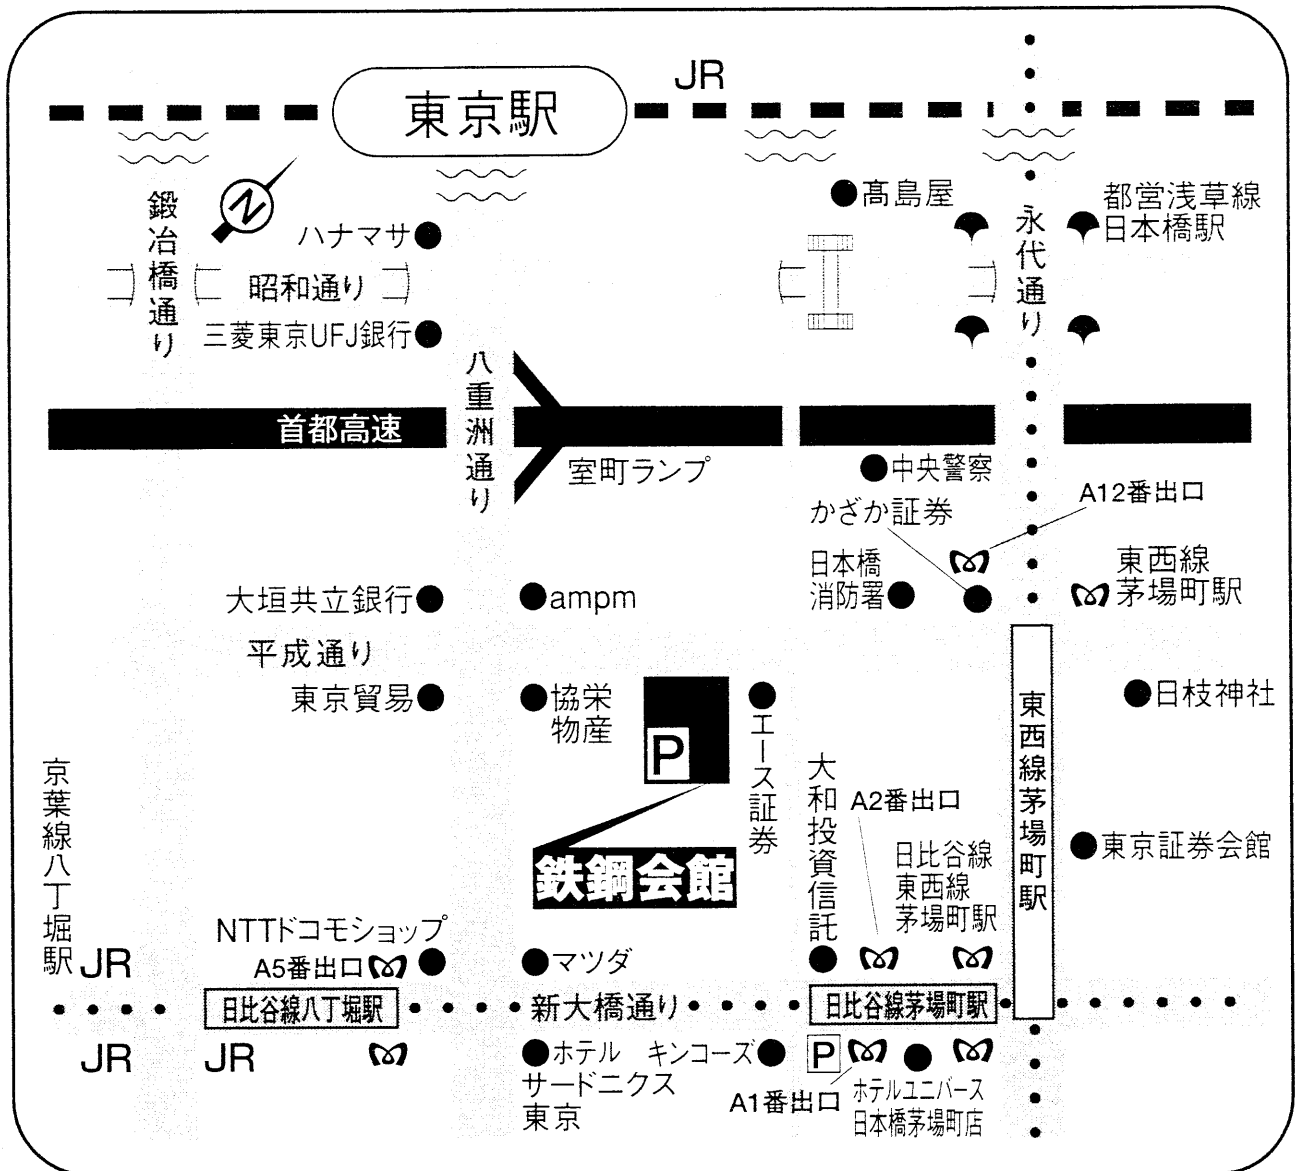 JR
東京駅
N
鍛冶橋通り
ハナマサ
昭和通り
三菱東京UFJ銀行
髙島屋
永代通り
都営浅草線
日本橋駅
八重洲通り
首都高速
室町ランプ
中央警察
かざか証券
A12番出口
日本橋
消防署
東西線
茅場町駅
大垣共立銀行
ampm
平成通り
東京貿易
協栄
物産
P
エース証券
鉄鋼会館
東西線茅場町駅
日枝神社
京葉線八丁堀駅
大和投資信託
A2番出口
日比谷線
東西線
茅場町駅
東京証券会館
NTTドコモショップ
A5番出口
JR
マツダ
日比谷線八丁堀駅
新大橋通り
日比谷線茅場町駅
JR
JR
ホテル
サードニクス
東京
キンコーズ
P
A1番出口
ホテルユニバース
日本橋茅場町店